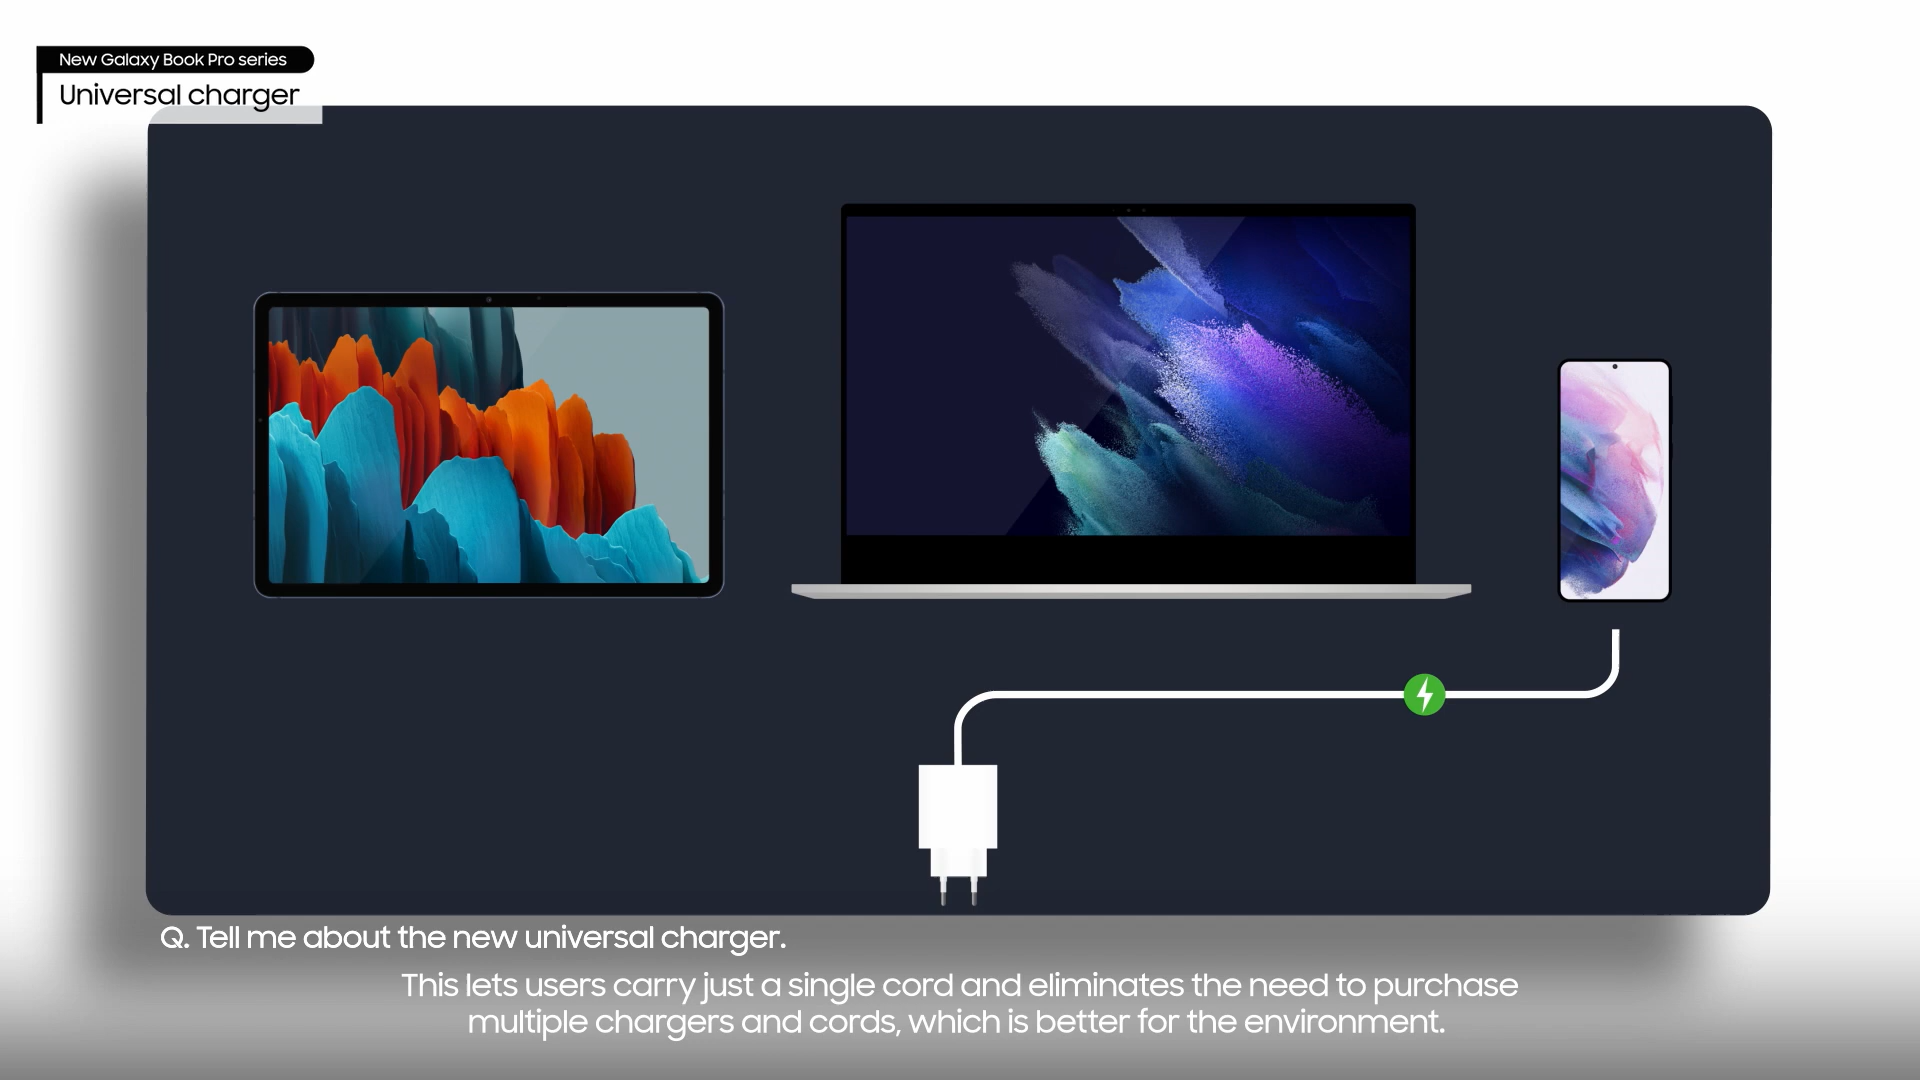 New Galaxy Book Pro series
Universal charger
Q. Tell me about the new universal charger.
This lets users carry just a single cord and eliminates the need to purchase
multiple chargers and cords, which is better for the environment.